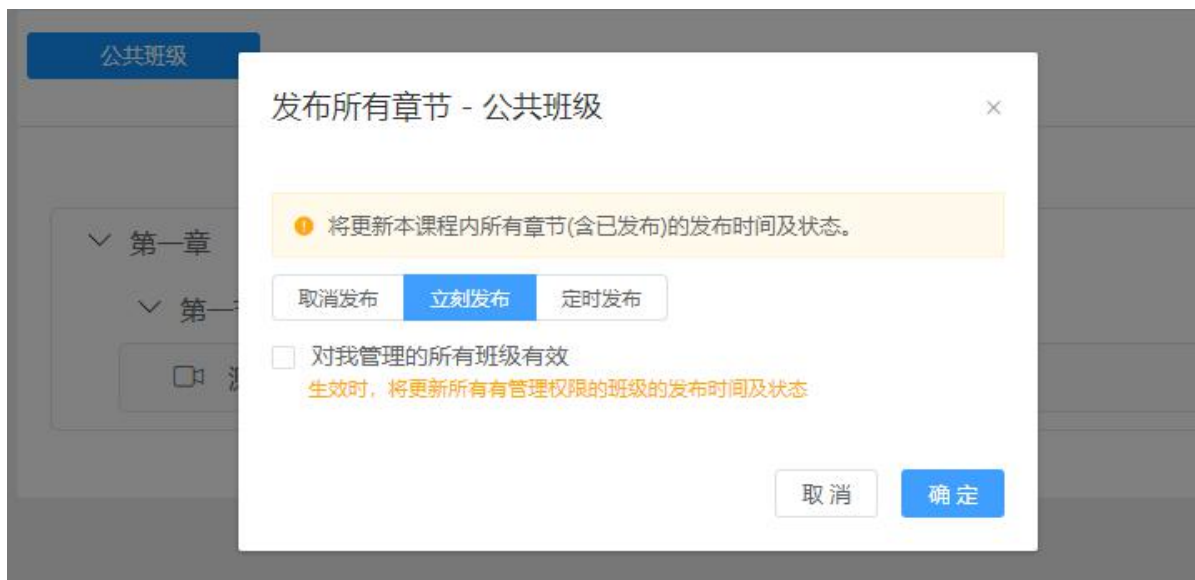 公共班级
发布所有章节 - 公共班级
将更新本课程内所有章节(含已发布)的发布时间及状态。
第一章
取消发布 立刻发布 定时发布
第一
对我管理的所有班级有效
生效时，将更新所有有管理权限的班级的发布时间及状态
取消 确定